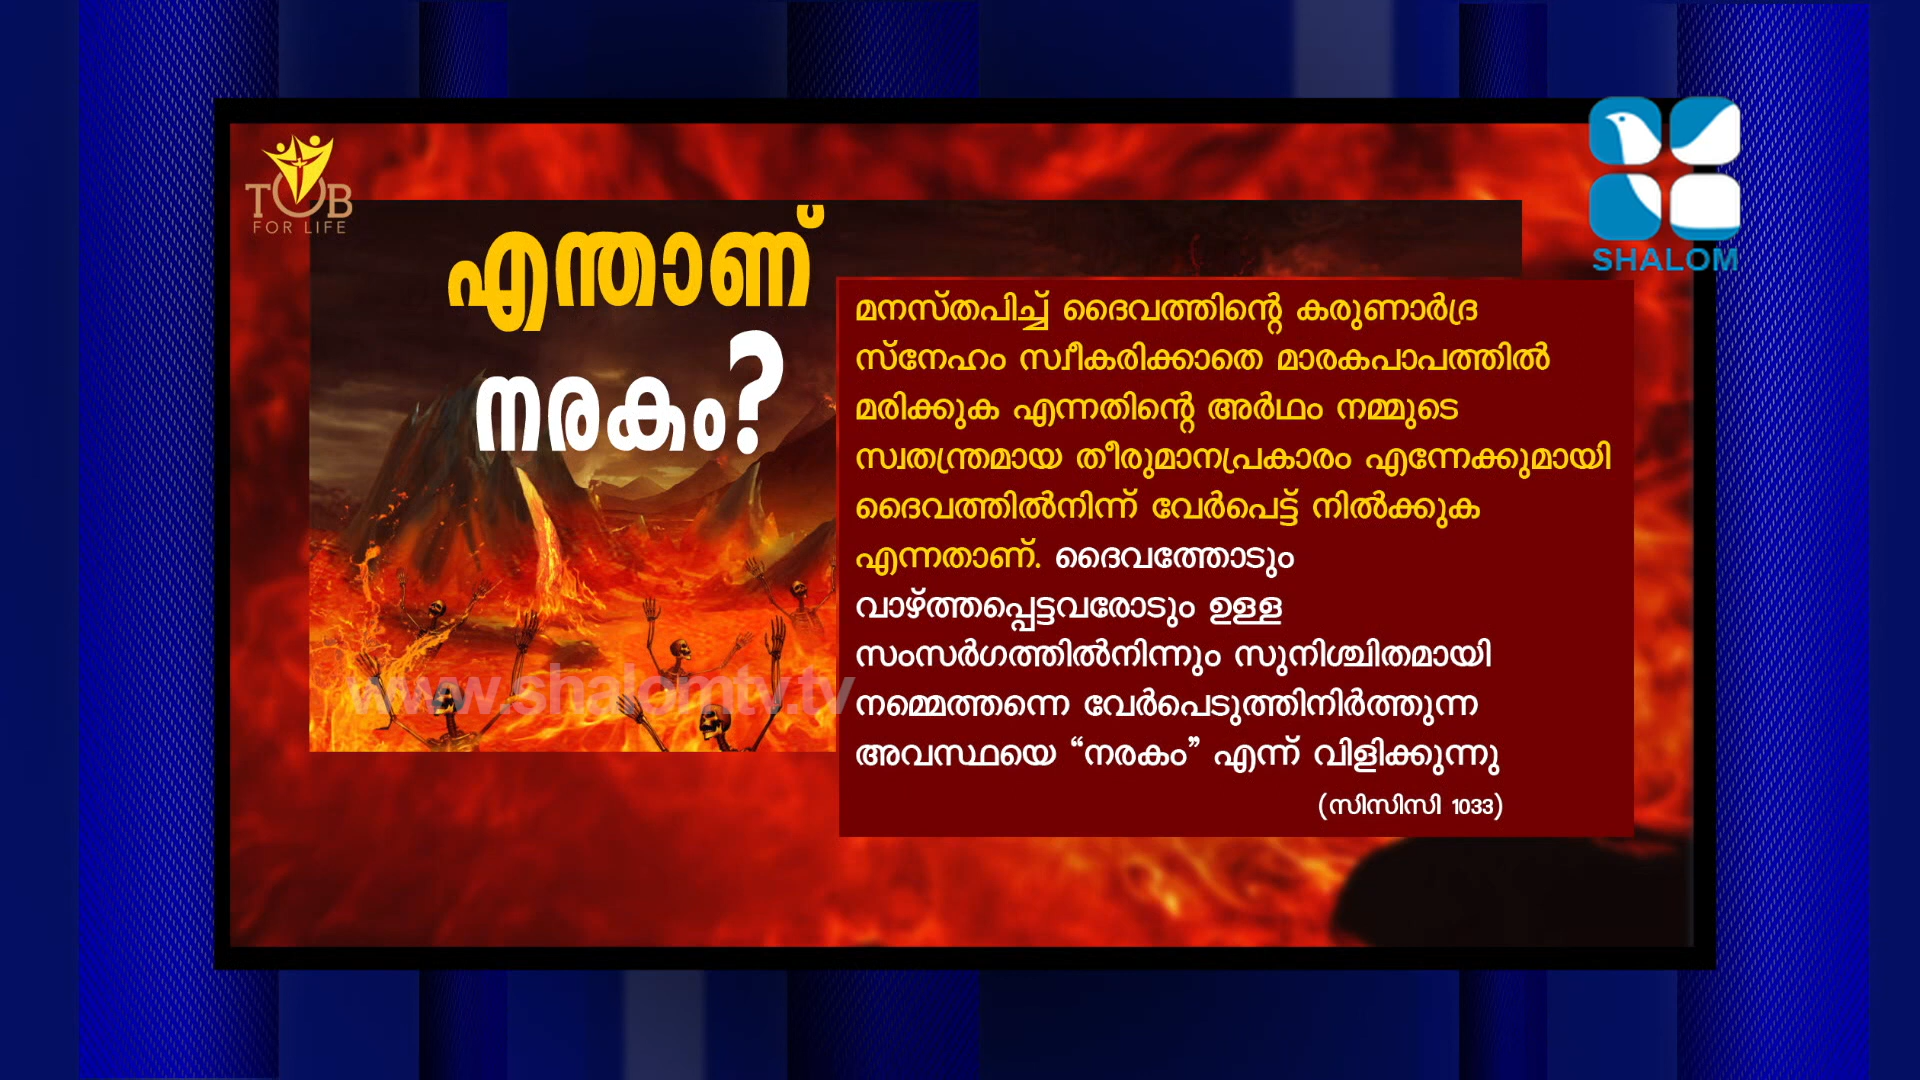 TOB
FOR LIFE
SHALOM
എന്താണ്
നരകം?
മനസ്തപിച്ച് ദൈവത്തിന്റെ കരുണാർദ്ര
സ്നേഹം സ്വീകരിക്കാതെ മാരകപാപത്തിൽ
മരിക്കുക എന്നതിന്റെ അർഥം നമ്മുടെ
സ്വതന്ത്രമായ തീരുമാനപ്രകാരം എന്നേക്കുമായി
ദൈവത്തിൽനിന്ന് വേർപെട്ട് നിൽക്കുക
എന്നതാണ്. ദൈവത്തോടും
വാഴ്ത്തപ്പെട്ടവരോടും ഉള്ള
സംസർഗത്തിൽനിന്നും സുനിശ്ചിതമായി
നമ്മെത്തന്നെ വേർപെടുത്തിനിർത്തുന്ന
അവസ്ഥയെ “നരകം” എന്ന് വിളിക്കുന്നു
(സിസിസി 1033)
www.shalomtv.tv